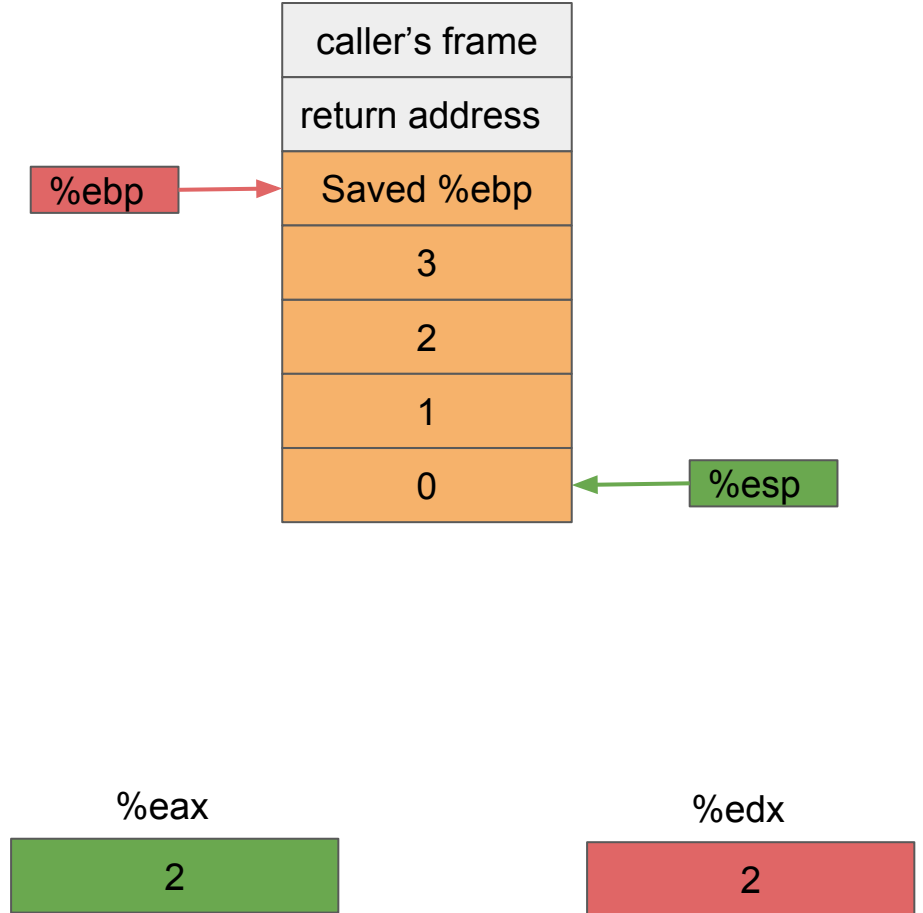 caller’s frame
return address
%ebp
Saved %ebp
3
2
1
0
%esp
%eax
%edx
2
2